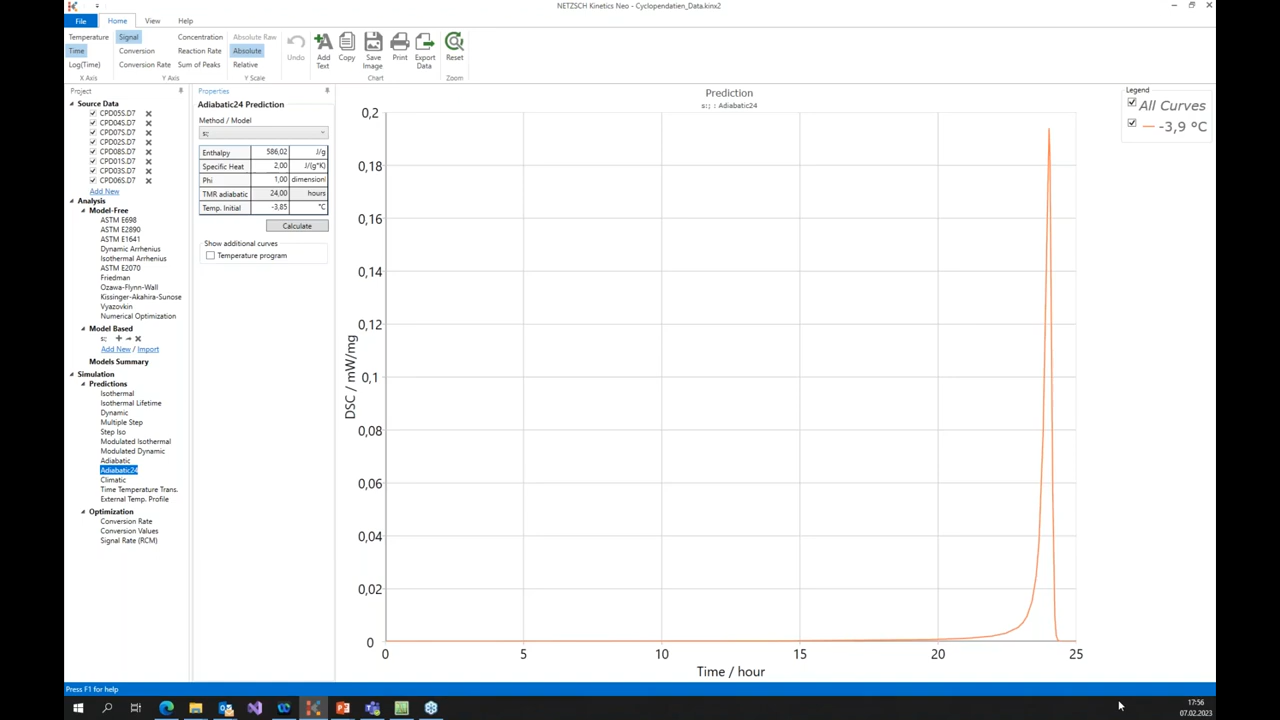 NETZSCH Kinetics Neo - Cyclopendatien_Data.kinx2
File Home View Help
Temperature Signal Concentration Absolute Raw
Time Conversion Reaction Rate Absolute
Log(Time) Conversion Rate Sum of Peaks Relative
Undo Add Text Copy Save Image Print Export Data Reset
X Axis Y Axis Y Scale Chart Zoom
Project
Source Data
CPD05S.D7
CPD04S.D7
CPD07S.D7
CPD02S.D7
CPD08S.D7
CPD01S.D7
CPD03S.D7
CPD06S.D7
Add New
Analysis
Model-Free
ASTM E698
ASTM E2890
ASTM E1641
Dynamic Arrhenius
Isothermal Arrhenius
ASTM E2070
Friedman
Ozawa-Flynn-Wall
Kissinger-Akahira-Sunose
Vyazovkin
Numerical Optimization
Model Based
s:;
Add New / Import
Models Summary
Simulation
Predictions
Isothermal
Isothermal Lifetime
Dynamic
Multiple Step
Step Iso
Modulated Isothermal
Modulated Dynamic
Adiabatic
Adiabatic24
Climatic
Time Temperature Trans.
External Temp. Profile
Optimization
Conversion Rate
Conversion Values
Signal Rate (RCM)
Properties
Adiabatic24 Prediction
Method / Model
s:;
Enthalpy 586,02 J/g
Specific Heat 2,00 J/(g*K)
Phi 1,00 dimensionl
TMR adiabatic 24,00 hours
Temp. Initial -3,85 °C
Calculate
Show additional curves
Temperature program
Prediction
s:; : Adiabatic24
DSC / mW/mg
0,2
0,18
0,16
0,14
0,12
0,1
0,08
0,06
0,04
0,02
0
0 5 10 15 20 25
Time / hour
Legend
All Curves
-3,9 °C
Press F1 for help
17:56
07.02.2023